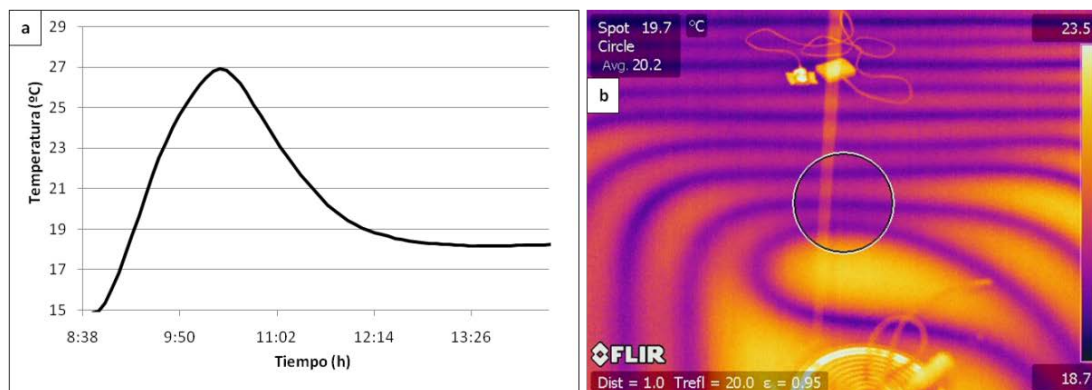 a
Temperatura (ºC)
29
27
25
23
21
19
17
15
8:38
9:50
11:02
12:14
13:26
Tiempo (h)
Spot 19.7 °C
Circle
Avg. 20.2
23.5
b
FLIR
Dist = 1.0 Trefl = 20.0 ε = 0.95
18.7